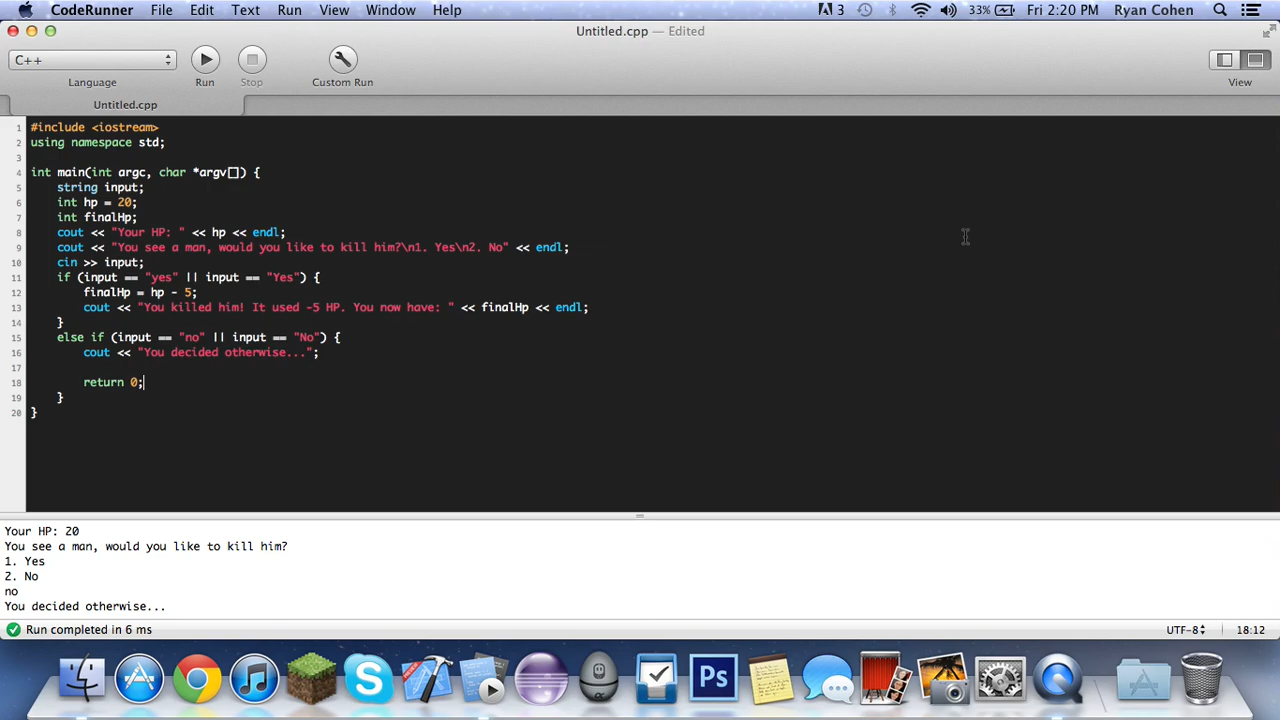 CodeRunner File Edit Text Run View Window Help 3 33% Fri 2:20 PM Ryan Cohen
Untitled.cpp — Edited
C++
Language Run Stop Custom Run View
Untitled.cpp
1 #include <iostream>
2 using namespace std;
3
4 int main(int argc, char *argv[]) {
5 string input;
6 int hp = 20;
7 int finalHp;
8 cout << "Your HP: " << hp << endl;
9 cout << "You see a man, would you like to kill him?\n1. Yes\n2. No" << endl;
10 cin >> input;
11 if (input == "yes" || input == "Yes") {
12 finalHp = hp - 5;
13 cout << "You killed him! It used -5 HP. You now have: " << finalHp << endl;
14 }
15 else if (input == "no" || input == "No") {
16 cout << "You decided otherwise...";
17
18 return 0;
19 }
20 }
Your HP: 20
You see a man, would you like to kill him?
1. Yes
2. No
no
You decided otherwise...
Run completed in 6 ms UTF-8 18:12
Ps